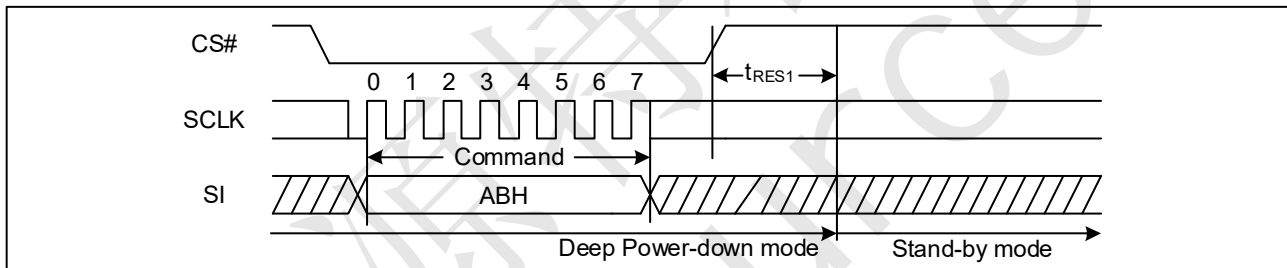 CS#
tRES1
0 1 2 3 4 5 6 7
SCLK
Command
SI
ABH
Deep Power-down mode Stand-by mode